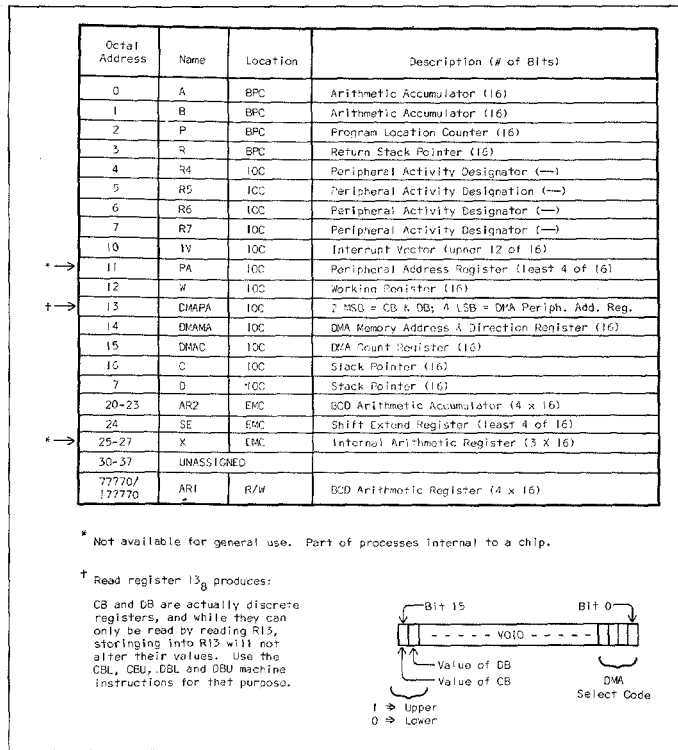 Octal Address Name Location Description (# of Bits)
0 A BPC Arithmetic Accumulator (16)
1 B BPC Arithmetic Accumulator (16)
2 P BPC Program Location Counter (16)
3 R BPC Return Stack Pointer (16)
4 R4 IOC Peripheral Activity Designator (—)
5 R5 IOC Peripheral Activity Designation (—)
6 R6 IOC Peripheral Activity Designator (—)
7 R7 IOC Peripheral Activity Designator (—)
10 IV IOC Interrupt Vector (upper 12 of 16)
* → 11 PA IOC Peripheral Address Register (least 4 of 16)
12 W IOC Working Register (16)
† → 13 DMAPA IOC 2 MSB = CB & DB; 4 LSB = DMA Periph. Add. Reg.
14 DMAMA IOC DMA Memory Address & Direction Register (16)
15 DMAC IOC DMA Count Register (16)
16 C IOC Stack Pointer (16)
7 D IOC Stack Pointer (16)
20-23 AR2 EMC BCD Arithmetic Accumulator (4 x 16)
24 SE EMC Shift Extend Register (least 4 of 16)
* → 25-27 X EMC Internal Arithmetic Register (3 X 16)
30-37 UNASSIGNED
77770/ 177770 AR1 R/W BCD Arithmetic Register (4 x 16)
* Not available for general use. Part of processes internal to a chip.
† Read register 13₈ produces:
CB and DB are actually discrete
registers, and while they can
only be read by reading R13,
storinging into R13 will not
alter their values. Use the
CBL, CBU, DBL and DBU machine
instructions for that purpose.
Bit 15 Bit 0
- - - - - VOID - - - - -
Value of DB
Value of CB
DMA
Select Code
1 ⇒ Upper
0 ⇒ Lower